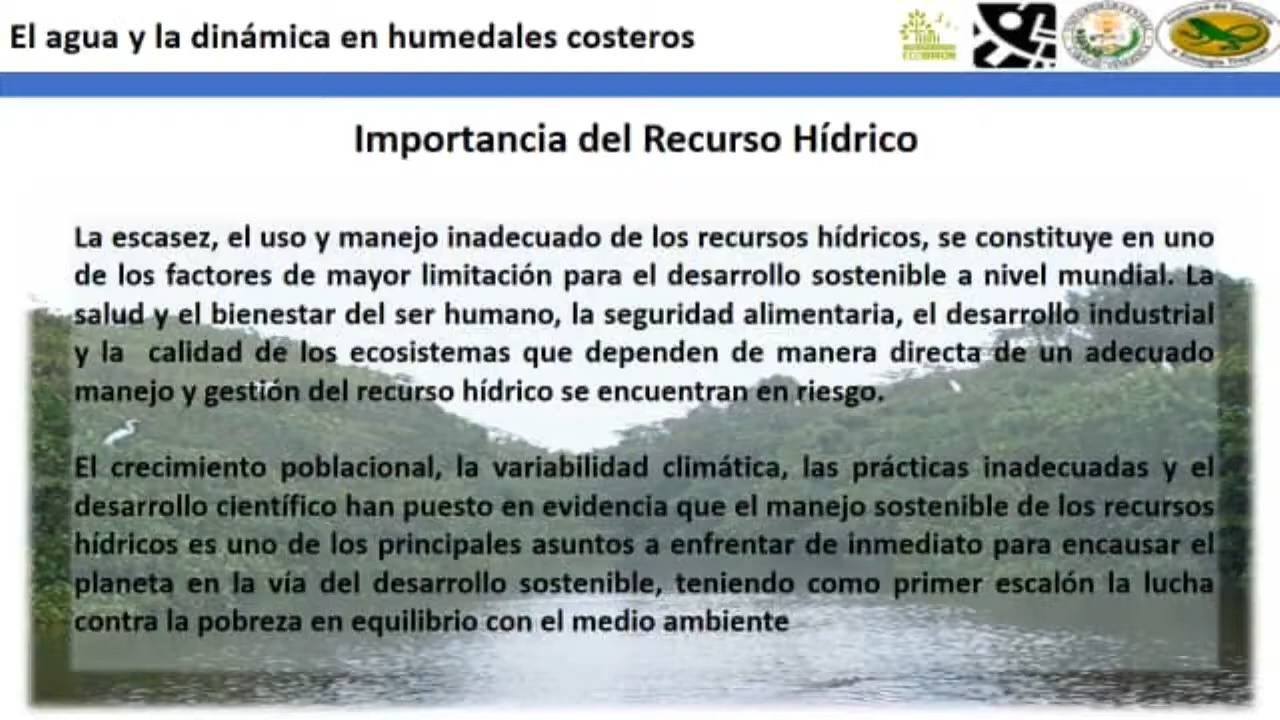 El agua y la dinámica en humedales costeros
Importancia del Recurso Hídrico
La escasez, el uso y manejo inadecuado de los recursos hídricos, se constituye en uno
de los factores de mayor limitación para el desarrollo sostenible a nivel mundial. La
salud y el bienestar del ser humano, la seguridad alimentaria, el desarrollo industrial
y la calidad de los ecosistemas que dependen de manera directa de un adecuado
manejo y gestión del recurso hídrico se encuentran en riesgo.
El crecimiento poblacional, la variabilidad climática, las prácticas inadecuadas y el
desarrollo científico han puesto en evidencia que el manejo sostenible de los recursos
hídricos es uno de los principales asuntos a enfrentar de inmediato para encausar el
planeta en la vía del desarrollo sostenible, teniendo como primer escalón la lucha
contra la pobreza en equilibrio con el medio ambiente